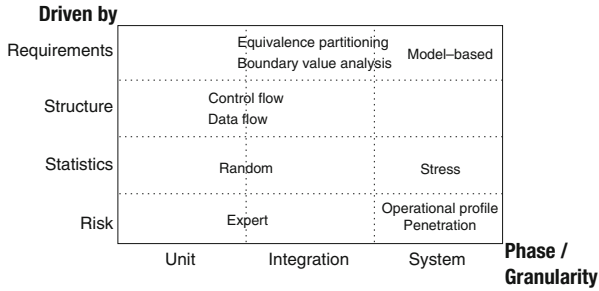 Driven by
Requirements
Equivalence partitioning
Boundary value analysis
Model–based
Structure
Control flow
Data flow
Statistics
Random
Stress
Risk
Expert
Operational profile
Penetration
Unit
Integration
System
Phase /
Granularity